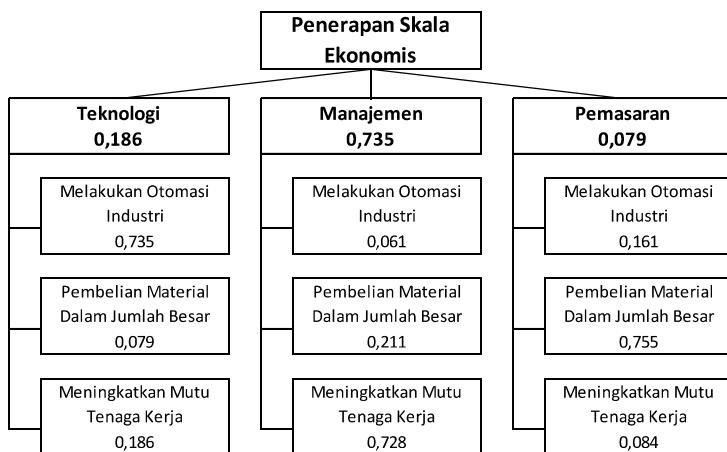 Penerapan Skala
Ekonomis
Teknologi
0,186
Melakukan Otomasi
Industri
0,735
Pembelian Material
Dalam Jumlah Besar
0,079
Meningkatkan Mutu
Tenaga Kerja
0,186
Manajemen
0,735
Melakukan Otomasi
Industri
0,061
Pembelian Material
Dalam Jumlah Besar
0,211
Meningkatkan Mutu
Tenaga Kerja
0,728
Pemasaran
0,079
Melakukan Otomasi
Industri
0,161
Pembelian Material
Dalam Jumlah Besar
0,755
Meningkatkan Mutu
Tenaga Kerja
0,084